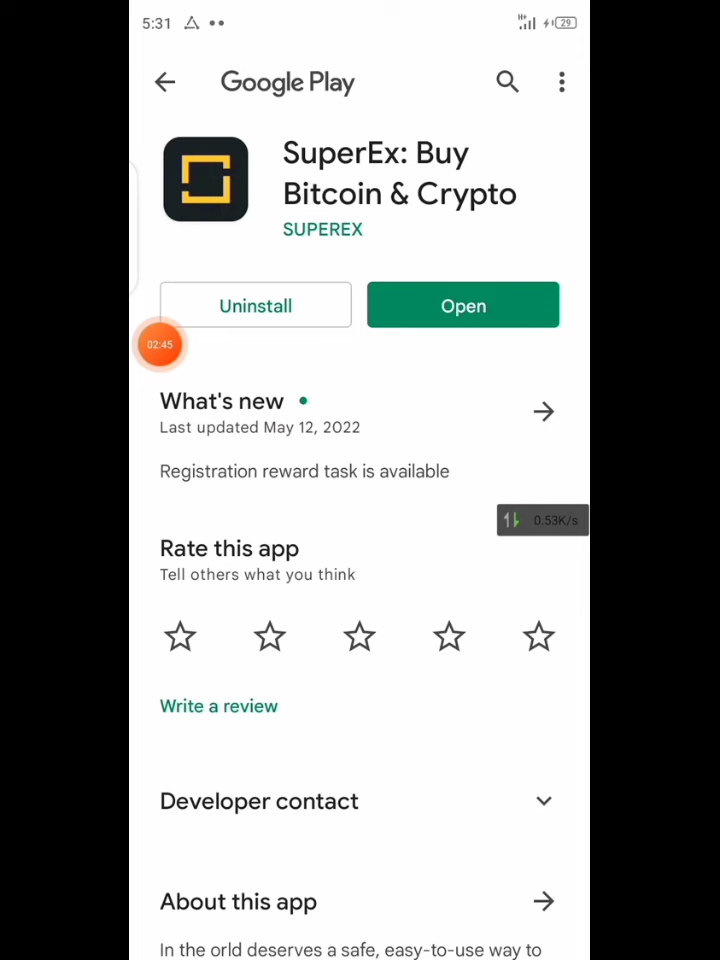 5:31
29
Google Play
SuperEx: Buy
Bitcoin & Crypto
SUPEREX
Uninstall
Open
02:45
What's new
Last updated May 12, 2022
Registration reward task is available
0.53K/s
Rate this app
Tell others what you think
Write a review
Developer contact
About this app
In the orld deserves a safe, easy-to-use way to